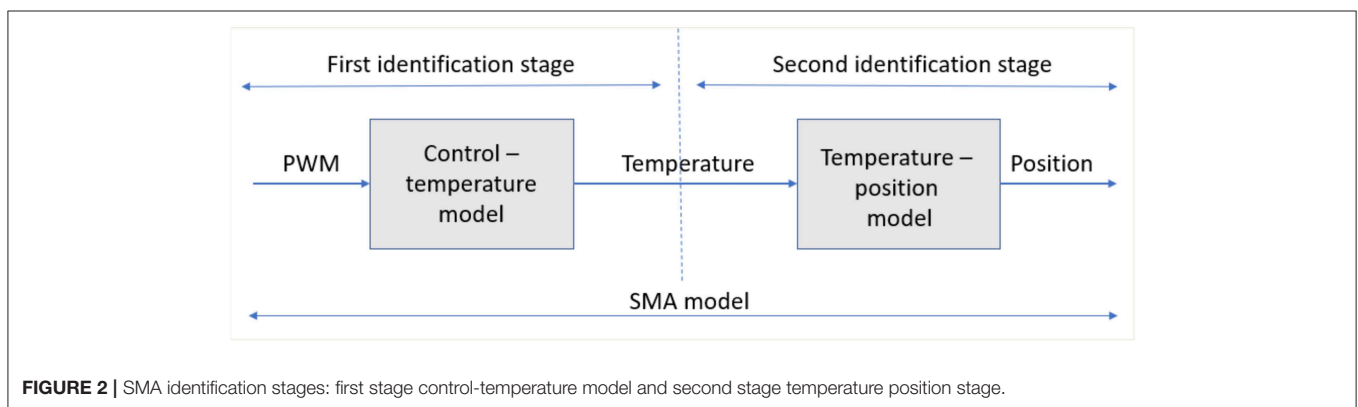 First identification stage
Second identification stage
PWM
Control –
temperature
model
Temperature
Temperature –
position
model
Position
SMA model
FIGURE 2 | SMA identification stages: first stage control-temperature model and second stage temperature position stage.